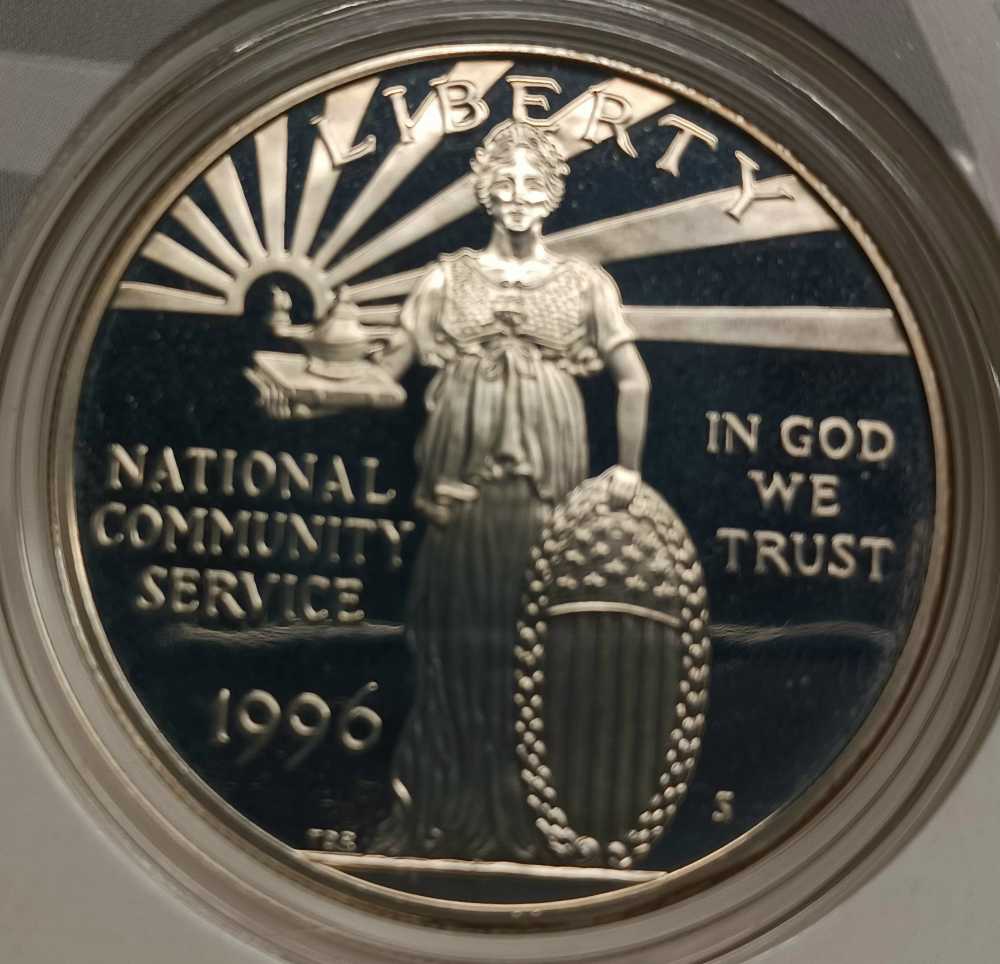 LIBERTY
NATIONAL
COMMUNITY
SERVICE
1996
IN GOD
WE
TRUST
S